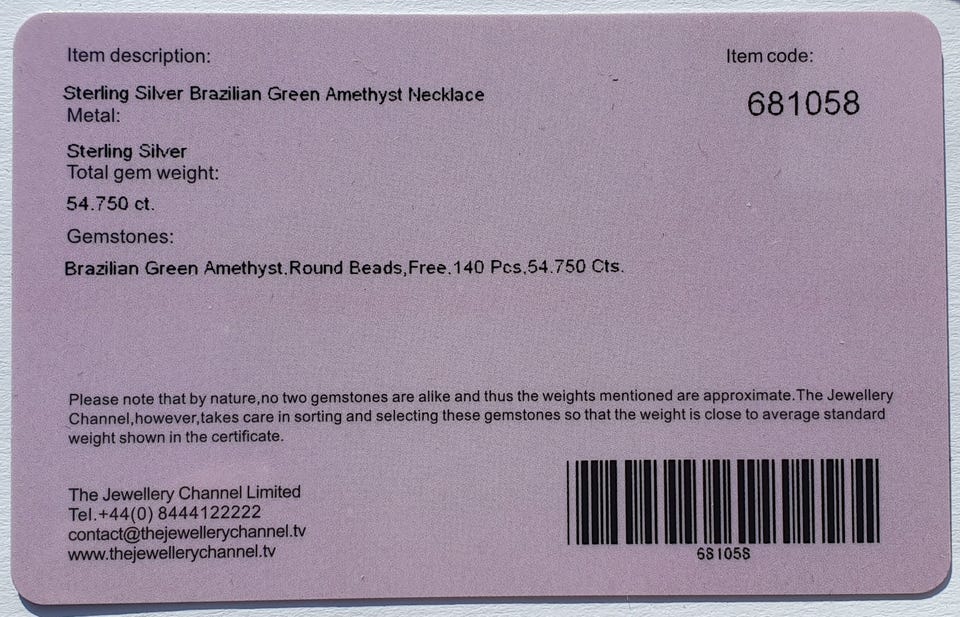 Item description:
Item code:
Sterling Silver Brazilian Green Amethyst Necklace
681058
Metal:
Sterling Silver
Total gem weight:
54.750 ct.
Gemstones:
Brazilian Green Amethyst,Round Beads,Free,140 Pcs,54.750 Cts.
Please note that by nature,no two gemstones are alike and thus the weights mentioned are approximate.The Jewellery
Channel,however,takes care in sorting and selecting these gemstones so that the weight is close to average standard
weight shown in the certificate.
The Jewellery Channel Limited
Tel.+44(0) 8444122222
contact@thejewellerychannel.tv
www.thejewellerychannel.tv
681058